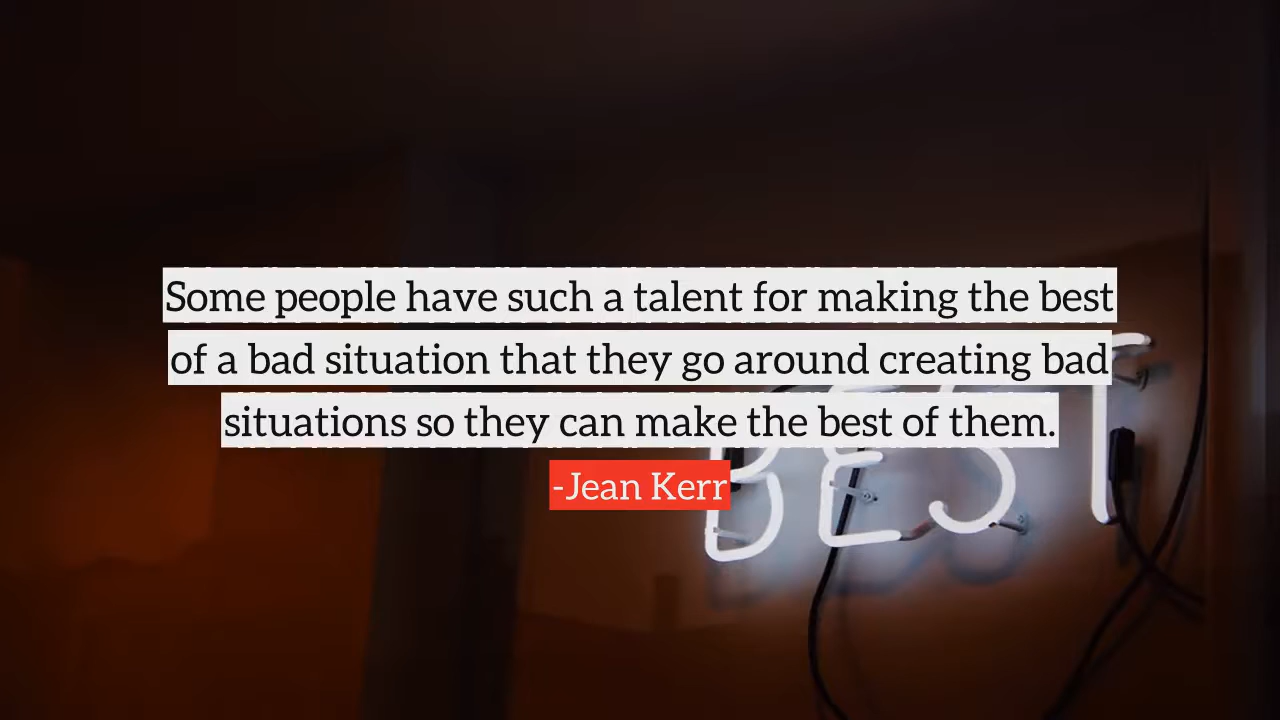 Some people have such a talent for making the best
of a bad situation that they go around creating bad
situations so they can make the best of them.
-Jean Kerr
BEST